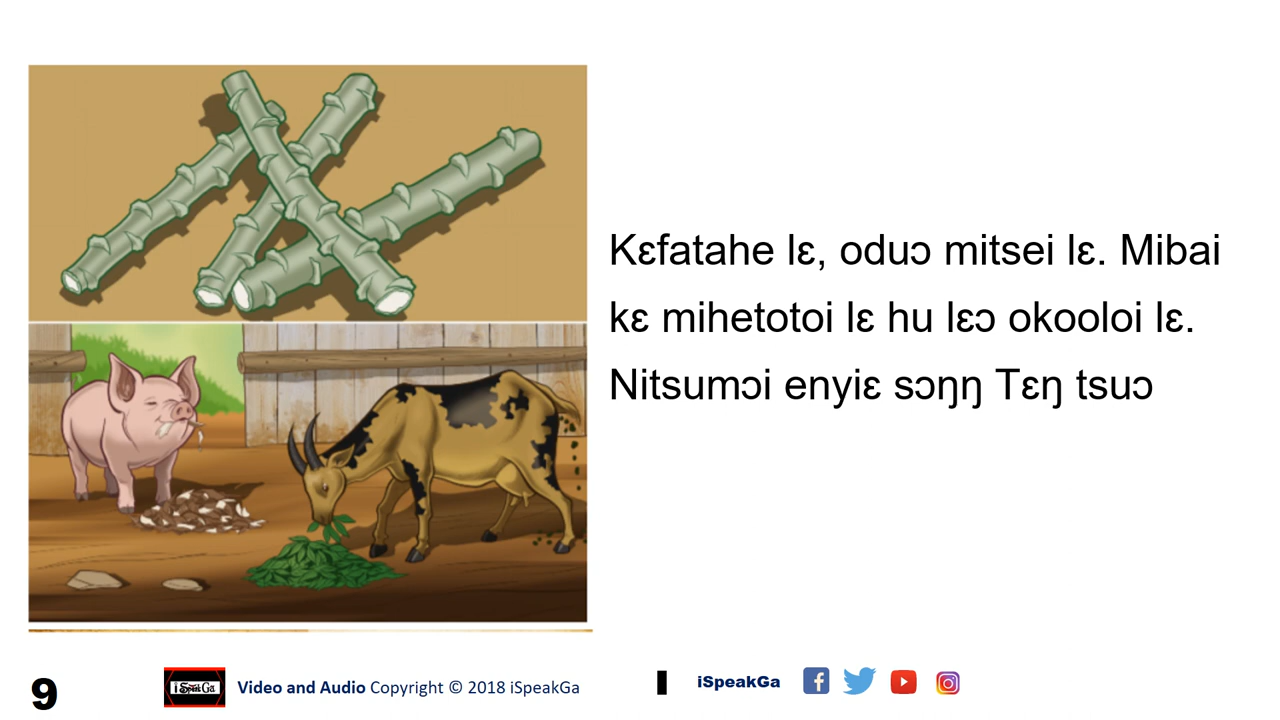 Kɛfatahe lɛ, oduɔ mitsei lɛ. Mibai
kɛ mihetotoi lɛ hu lɛɔ okooloi lɛ.
Nitsumɔi enyiɛ sɔŋŋ Tɛŋ tsuɔ
9
iSpeakGa
Video and Audio Copyright © 2018 iSpeakGa
iSpeakGa